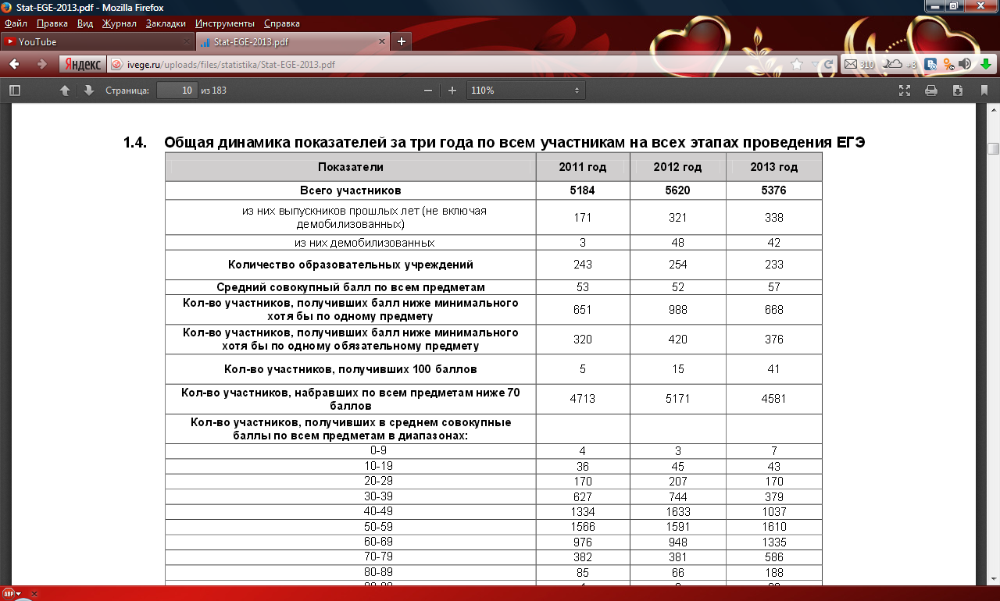 Stat-EGE-2013.pdf - Mozilla Firefox
Файл Правка Вид Журнал Закладки Инструменты Справка
YouTube Stat-EGE-2013.pdf
Яндекс ivege.ru/uploads/files/statistika/Stat-EGE-2013.pdf 310 +8
Страница: 10 из 183 110%
1.4. Общая динамика показателей за три года по всем участникам на всех этапах проведения ЕГЭ
Показатели 2011 год 2012 год 2013 год
Всего участников 5184 5620 5376
из них выпускников прошлых лет (не включая
демобилизованных) 171 321 338
из них демобилизованных 3 48 42
Количество образовательных учреждений 243 254 233
Средний совокупный балл по всем предметам 53 52 57
Кол-во участников, получивших балл ниже минимального
хотя бы по одному предмету 651 988 668
Кол-во участников, получивших балл ниже минимального
хотя бы по одному обязательному предмету 320 420 376
Кол-во участников, получивших 100 баллов 5 15 41
Кол-во участников, набравших по всем предметам ниже 70
баллов 4713 5171 4581
Кол-во участников, получивших в среднем совокупные
баллы по всем предметам в диапазонах:
0-9 4 3 7
10-19 36 45 43
20-29 170 207 170
30-39 627 744 379
40-49 1334 1633 1037
50-59 1566 1591 1610
60-69 976 948 1335
70-79 382 381 586
80-89 85 66 188
ABP